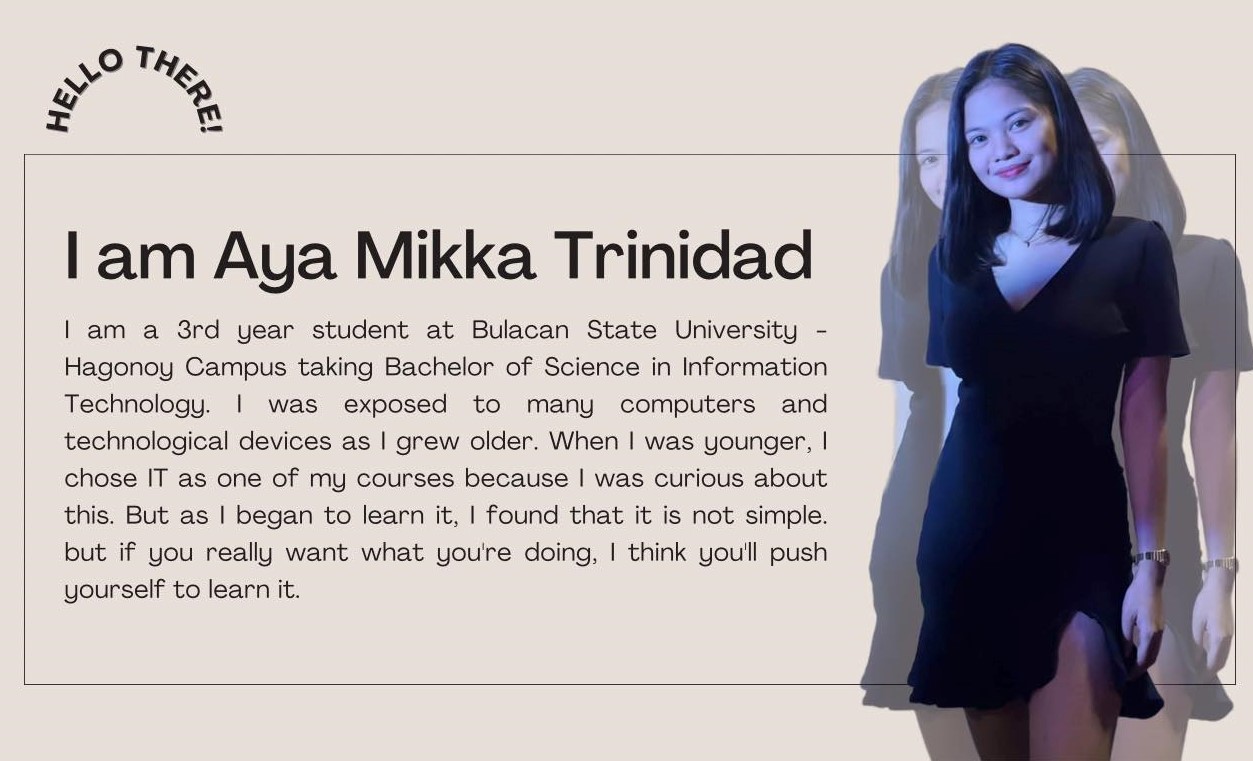 HELLO THERE!
I am Aya Mikka Trinidad
I am a 3rd year student at Bulacan State University -
Hagonoy Campus taking Bachelor of Science in Information
Technology. I was exposed to many computers and
technological devices as I grew older. When I was younger, I
chose IT as one of my courses because I was curious about
this. But as I began to learn it, I found that it is not simple.
but if you really want what you're doing, I think you'll push
yourself to learn it.